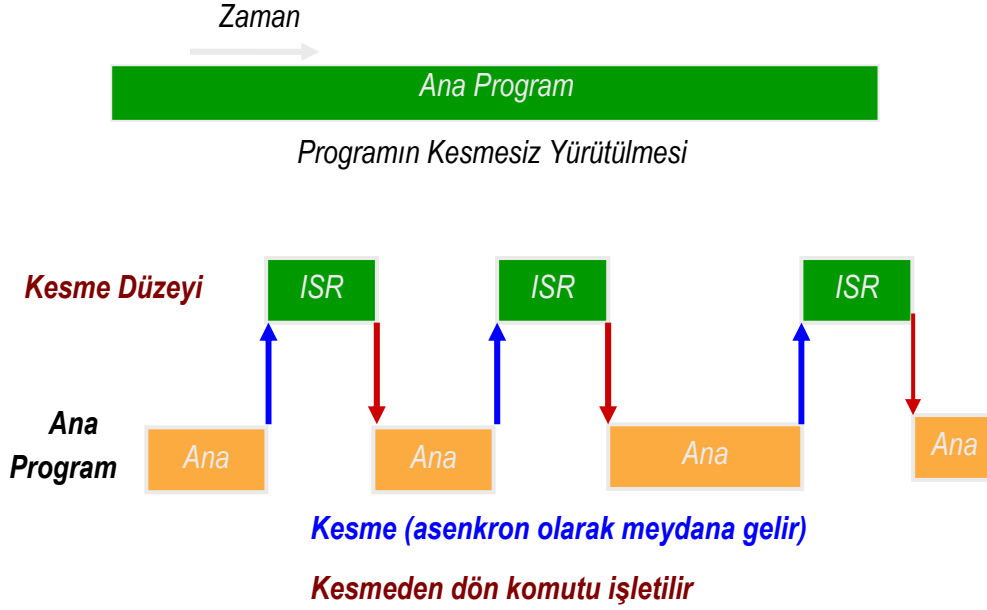 Zaman
Ana Program
Programın Kesmesiz Yürütülmesi
Kesme Düzeyi
ISR
ISR
ISR
Ana
Program
Ana
Ana
Ana
Ana
Kesme (asenkron olarak meydana gelir)
Kesmeden dön komutu işletilir